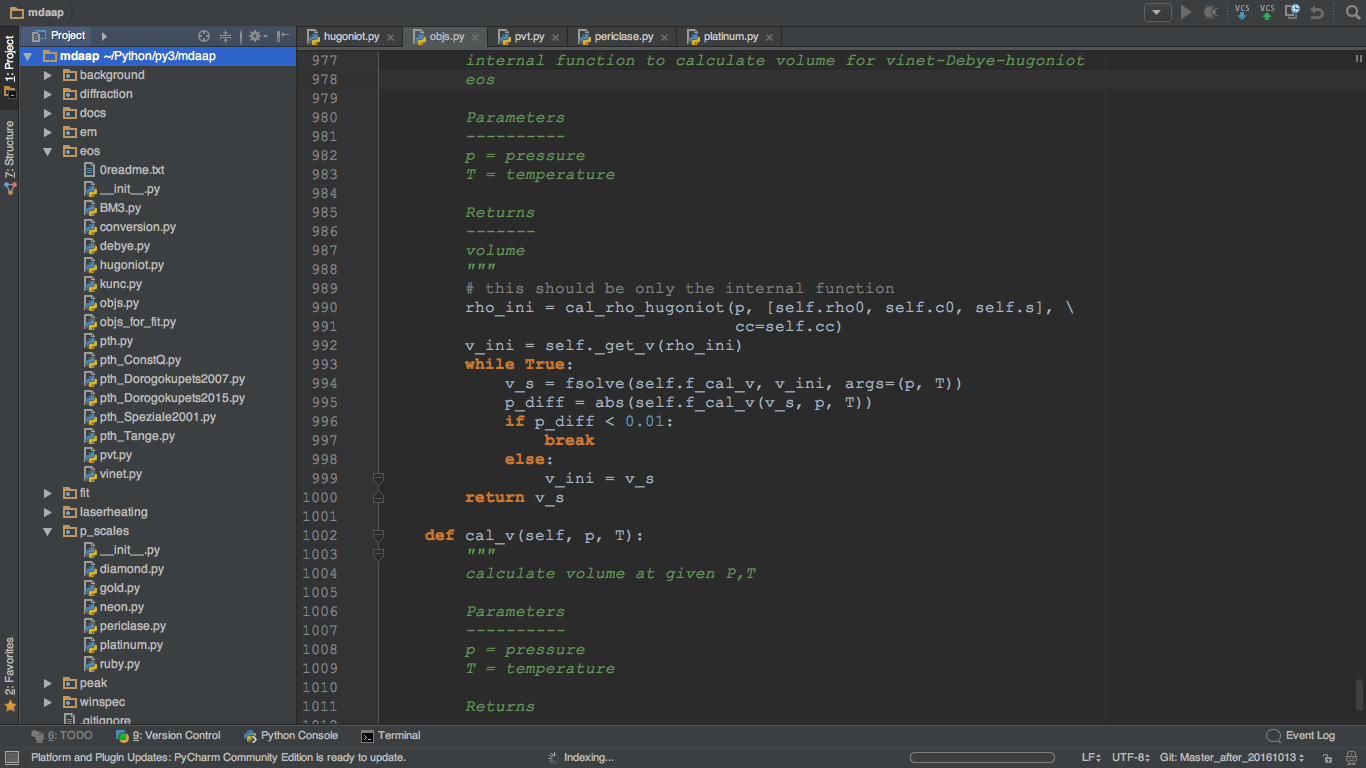 mdaap
VCS VCS
Project
hugoniot.py
objs.py
pvt.py
periclase.py
platinum.py
1: Project
7: Structure
2: Favorites
mdaap ~/Python/py3/mdaap
background
diffraction
docs
em
eos
0readme.txt
__init__.py
BM3.py
conversion.py
debye.py
hugoniot.py
kunc.py
objs.py
objs_for_fit.py
pth.py
pth_ConstQ.py
pth_Dorogokupets2007.py
pth_Dorogokupets2015.py
pth_Speziale2001.py
pth_Tange.py
pvt.py
vinet.py
fit
laserheating
p_scales
__init__.py
diamond.py
gold.py
neon.py
periclase.py
platinum.py
ruby.py
peak
winspec
.gitignore
977 internal function to calculate volume for vinet-Debye-hugoniot
978 eos
979
980 Parameters
981 ----------
982 p = pressure
983 T = temperature
984
985 Returns
986 -------
987 volume
988 """
989 # this should be only the internal function
990 rho_ini = cal_rho_hugoniot(p, [self.rho0, self.c0, self.s], \
991 cc=self.cc)
992 v_ini = self._get_v(rho_ini)
993 while True:
994 v_s = fsolve(self.f_cal_v, v_ini, args=(p, T))
995 p_diff = abs(self.f_cal_v(v_s, p, T))
996 if p_diff < 0.01:
997 break
998 else:
999 v_ini = v_s
1000 return v_s
1001
1002 def cal_v(self, p, T):
1003 """
1004 calculate volume at given P,T
1005
1006 Parameters
1007 ----------
1008 p = pressure
1009 T = temperature
1010
1011 Returns
1012
6: TODO
9: Version Control
Python Console
Terminal
Event Log
Platform and Plugin Updates: PyCharm Community Edition is ready to update.
Indexing...
LF
UTF-8
Git: Master_after_20161013